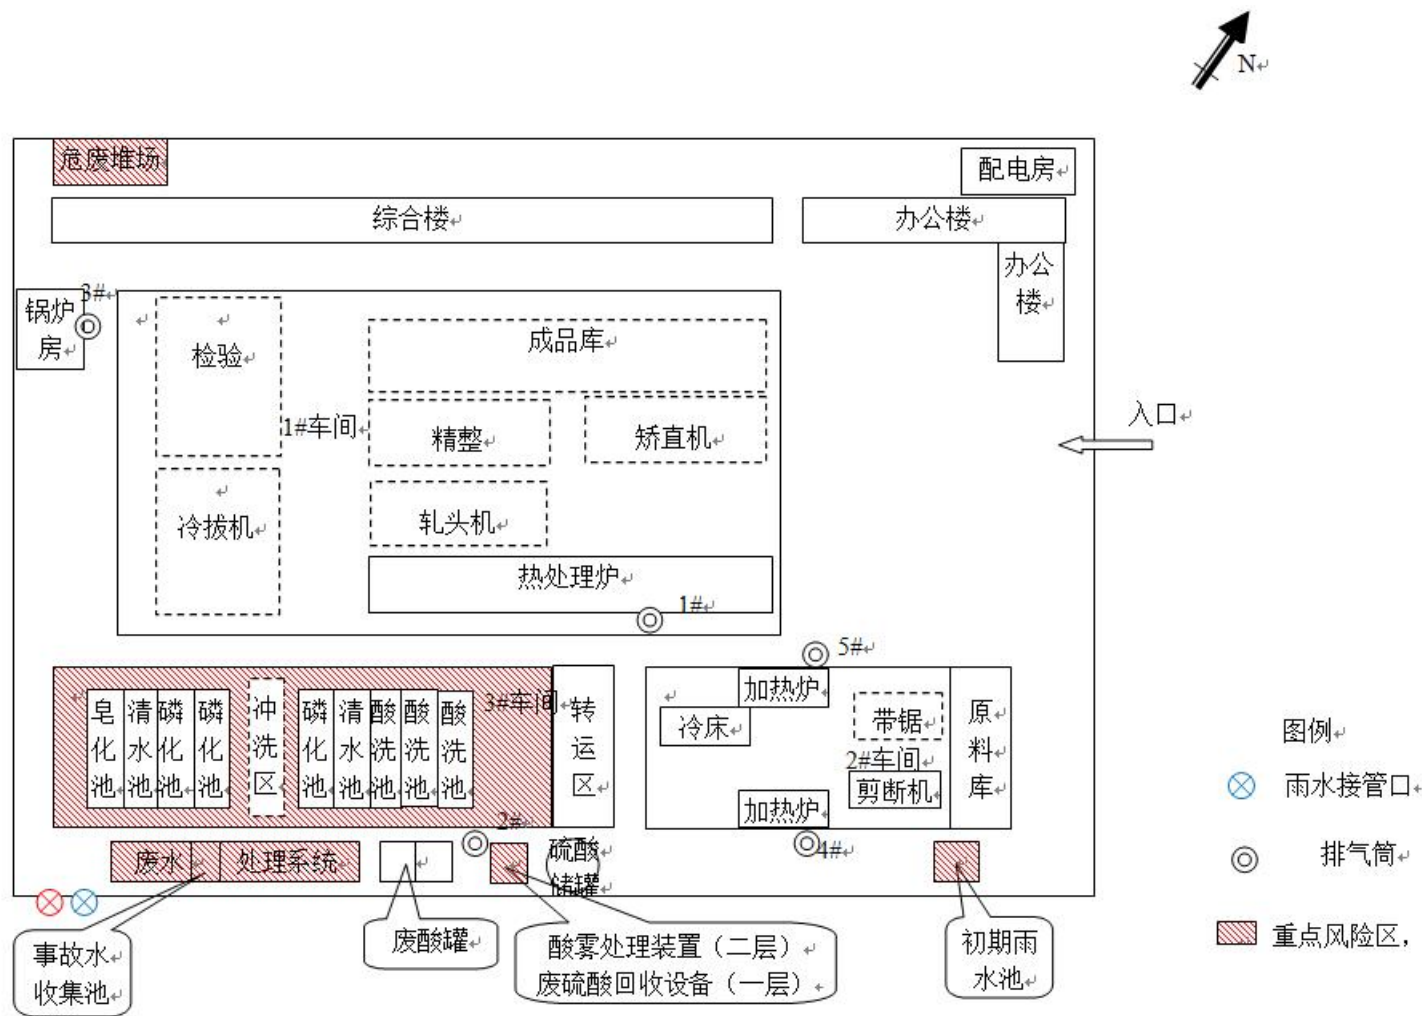 N
危废堆场
配电房
综合楼
办公楼
办公
楼
3#
锅炉
房
检验
成品库
1#车间
精整
矫直机
入口
冷拔机
轧头机
热处理炉
1#
5#
皂化池
清水池
磷化池
磷化池
冲洗区
磷化池
清水池
酸洗池
酸洗池
酸洗池
3#车间
转运区
加热炉
冷床
带锯
2#车间
剪断机
加热炉
原料库
图例
雨水接管口
2#
4#
废水
处理系统
硫酸
储罐
排气筒
事故水
收集池
废酸罐
酸雾处理装置（二层）
废硫酸回收设备（一层）
初期雨
水池
重点风险区，